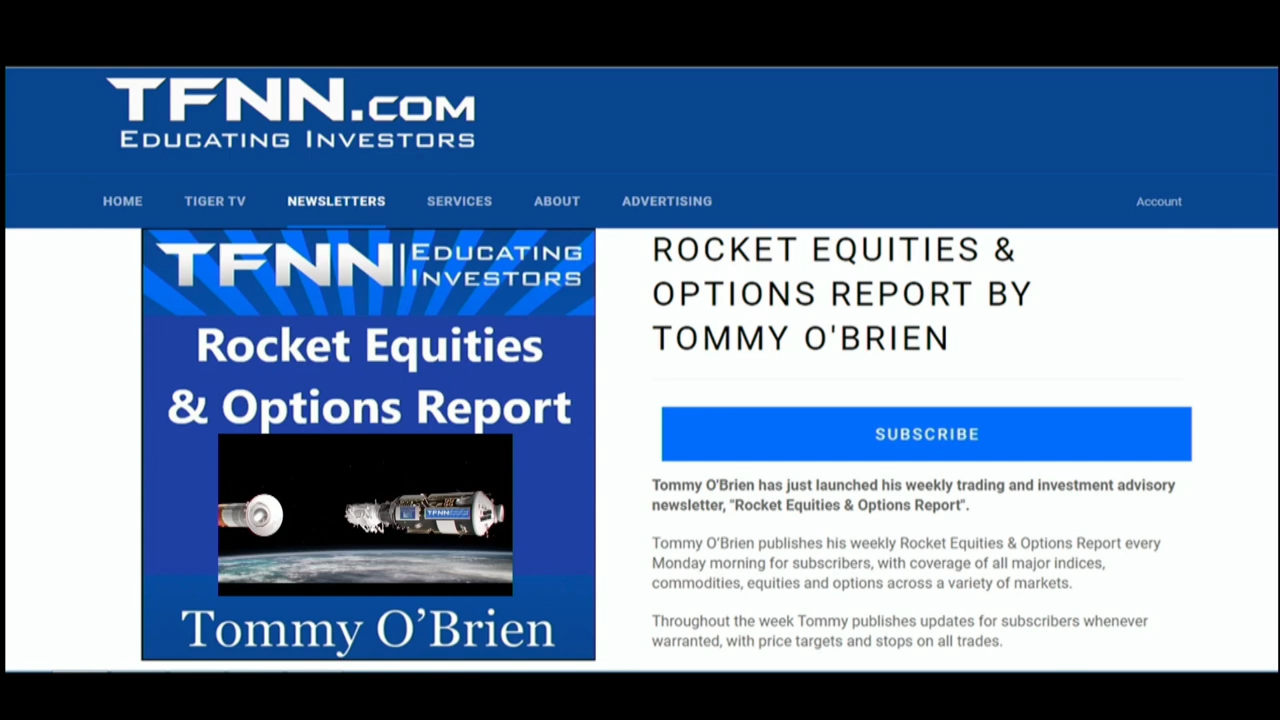 TFNN.COM
EDUCATING INVESTORS
HOME TIGER TV NEWSLETTERS SERVICES ABOUT ADVERTISING Account
TFNN | EDUCATING
INVESTORS
Rocket Equities
& Options Report
TFNN
Tommy O’Brien
ROCKET EQUITIES &
OPTIONS REPORT BY
TOMMY O'BRIEN
SUBSCRIBE
Tommy O'Brien has just launched his weekly trading and investment advisory
newsletter, "Rocket Equities & Options Report".
Tommy O’Brien publishes his weekly Rocket Equities & Options Report every
Monday morning for subscribers, with coverage of all major indices,
commodities, equities and options across a variety of markets.
Throughout the week Tommy publishes updates for subscribers whenever
warranted, with price targets and stops on all trades.